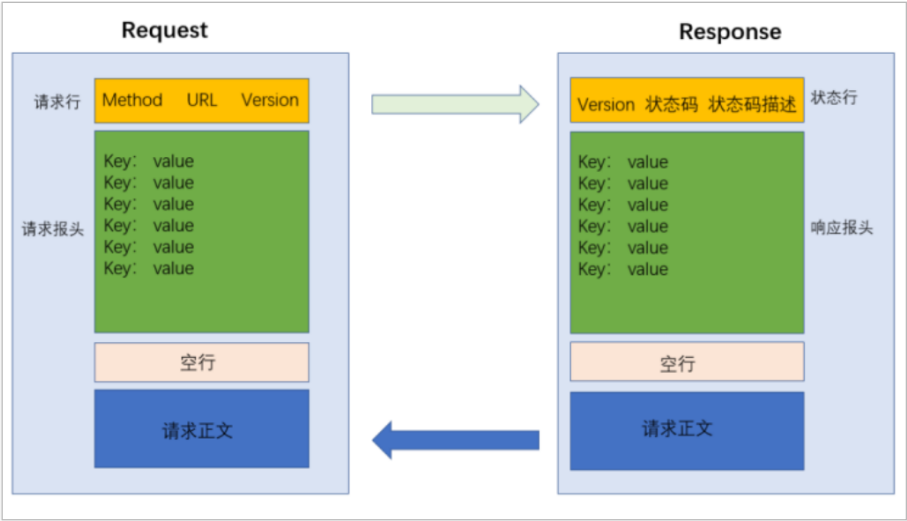 Request
请求行
Method URL Version
请求报头
Key: value
Key: value
Key: value
Key: value
Key: value
Key: value
空行
请求正文
Response
Version 状态码 状态码描述
状态行
Key: value
Key: value
Key: value
Key: value
Key: value
Key: value
响应报头
空行
请求正文